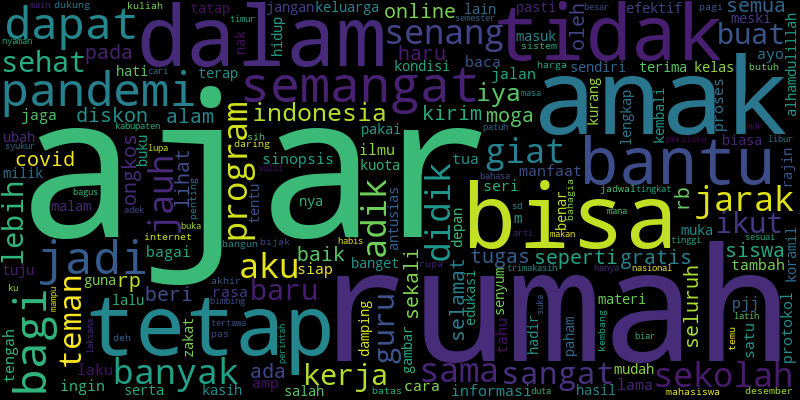 main dukung kuliah tatap jangan keluarga lain pasti timur efektif besar pagi
dapat dalam tidak
nyaman semester online oleh semua
sehat pada hati nak hidup senang haru masuk sistem meski buat ayo
terap cari kondisi baca harga sendiri terima kelas butuh alhamdulillah
pandemi semangat jalan anak
jaga diskon alam indonesia kirim iya moga kurang lengkap kembali proses
ubah kabupaten lupa sih pakai patuh perilaku mdr biasa libur
covid buku daring sinopsis ilmu tua giat bantu rajin
ajar
syukur milik ongkos lihat suit kuota bahasa manfaat
lebih bagus jauh program tentu nya antusias adik didik seri bisa rb jarak
malam adek penting bahagia benar jadwal tingkat
jadi buka bangun bijak baik depan sd m mana muka ikut
internet bagai aku siap habis banget sekali makan tugas seperti gratis tinggi sesuai siswa
tuju guna rp rupa arti trimakasih hanya nasional tambah koramil
ku mampu lalu beri akhir rasa baru gambar guru selamat edukasi senyum materi seluruh pjj
bagi teman tetap bimbing rumah
laksana deh tertawa pas perintah damping tahu hadir paham kembang suka biar temu latih satu protokol
tengah zakat banyak ada kerja sama sangat mudah sekolah
ingin laku serta kasih amp salah batas cara informasi duta hasil lama mahasiswa desember